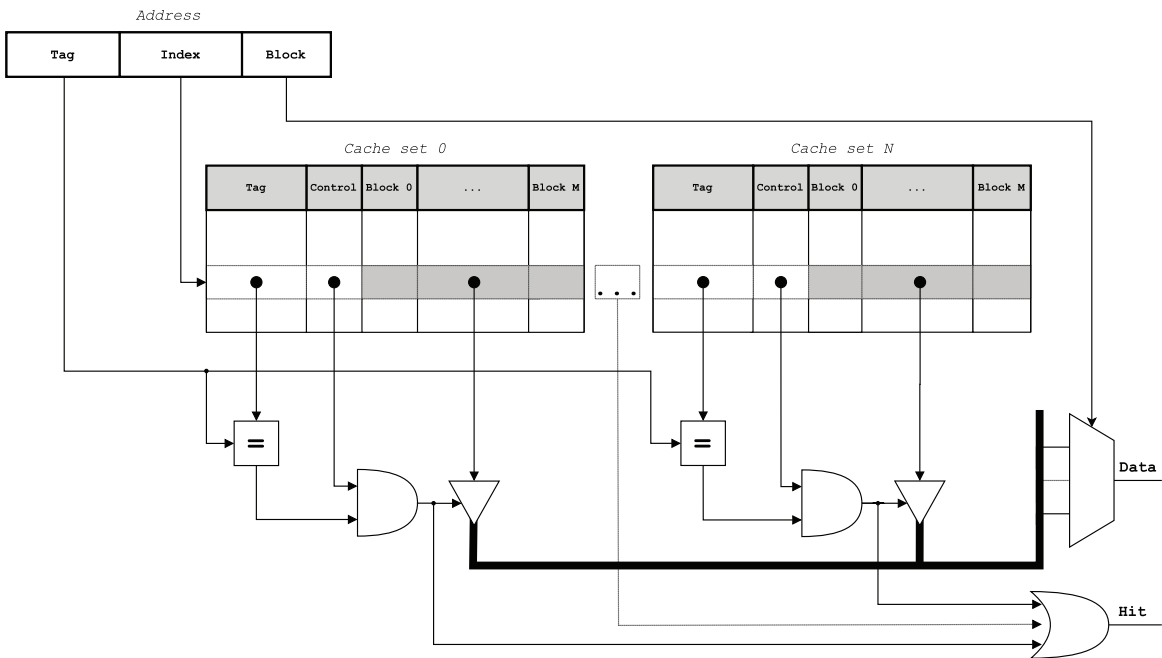 Address
Tag Index Block
Cache set 0 Cache set N
Tag Control Block 0 ... Block M Tag Control Block 0 ... Block M
...
= =
Data
Hit